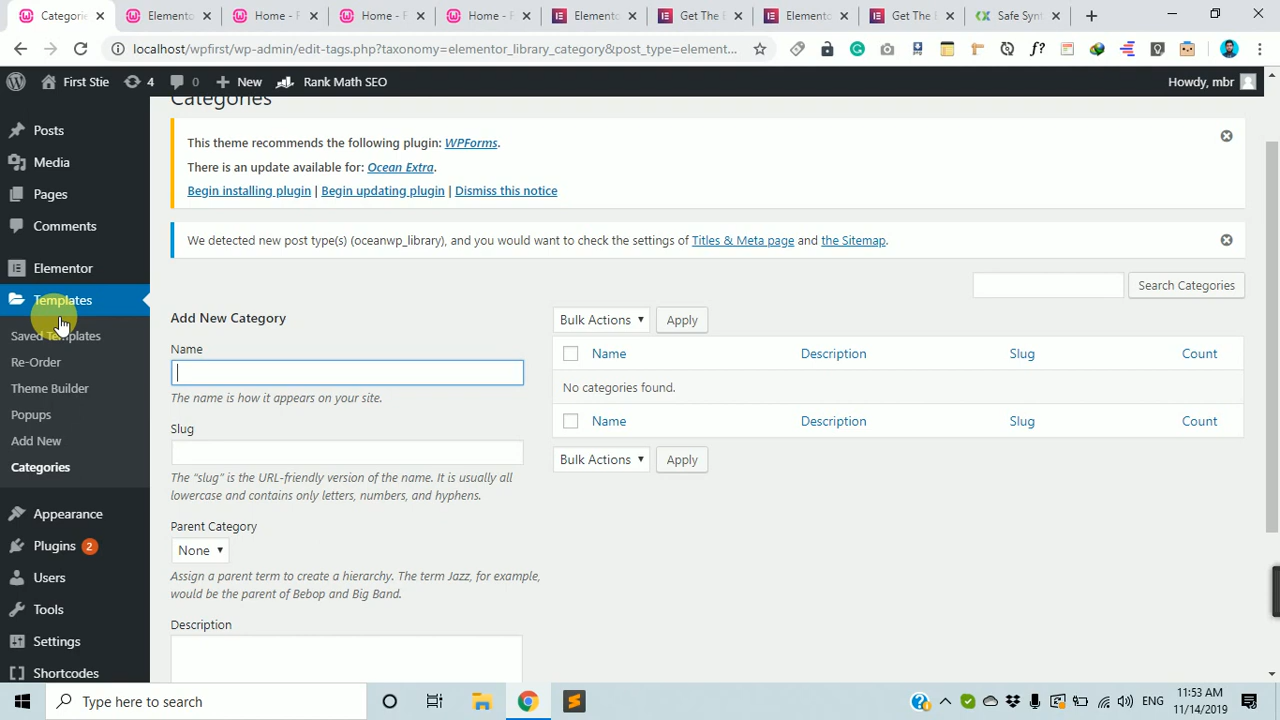 Categori
Elemento
Home - F
Home - F
Home - F
Elemento
Get The
Elemento
Get The E
Safe Synt
localhost/wpfirst/wp-admin/edit-tags.php?taxonomy=elementor_library_category&post_type=element...
First Stie 4 0 New Rank Math SEO Howdy, mbr
Posts
Media
Pages
Comments
Elementor
Templates
Saved Templates
Re-Order
Theme Builder
Popups
Add New
Categories
Appearance
Plugins 2
Users
Tools
Settings
Shortcodes
Categories
This theme recommends the following plugin: WPForms.
There is an update available for: Ocean Extra.
Begin installing plugin | Begin updating plugin | Dismiss this notice
We detected new post type(s) (oceanwp_library), and you would want to check the settings of Titles & Meta page and the Sitemap.
Search Categories
Add New Category
Name
The name is how it appears on your site.
Slug
The “slug” is the URL-friendly version of the name. It is usually all
lowercase and contains only letters, numbers, and hyphens.
Parent Category
None
Assign a parent term to create a hierarchy. The term Jazz, for example,
would be the parent of Bebop and Big Band.
Description
Bulk Actions Apply
Name Description Slug Count
No categories found.
Name Description Slug Count
Bulk Actions Apply
Type here to search
ENG
11:53 AM
11/14/2019